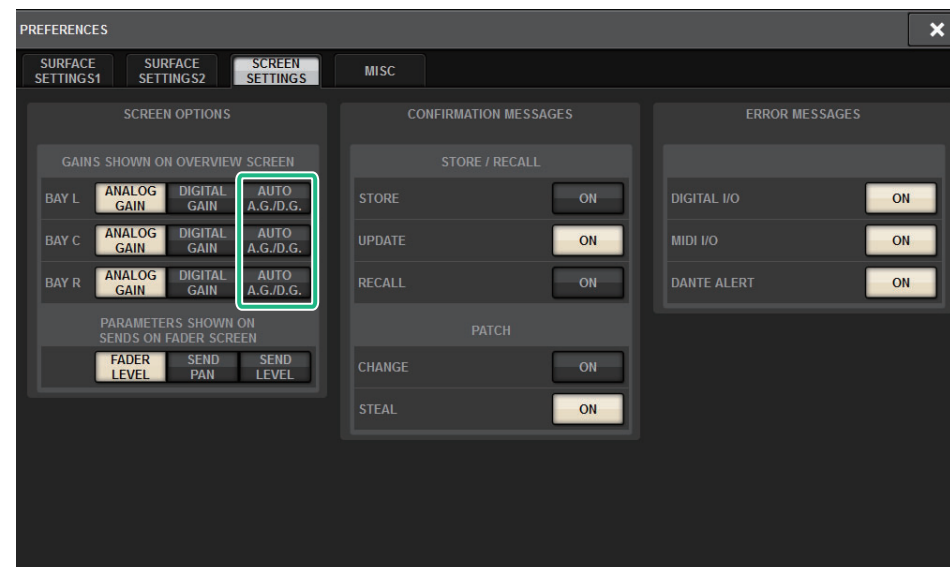 PREFERENCES
SURFACE SETTINGS1
SURFACE SETTINGS2
SCREEN SETTINGS
MISC
SCREEN OPTIONS
GAINS SHOWN ON OVERVIEW SCREEN
BAY L ANALOG GAIN DIGITAL GAIN AUTO A.G./D.G.
BAY C ANALOG GAIN DIGITAL GAIN AUTO A.G./D.G.
BAY R ANALOG GAIN DIGITAL GAIN AUTO A.G./D.G.
PARAMETERS SHOWN ON
SENDS ON FADER SCREEN
FADER LEVEL SEND PAN SEND LEVEL
CONFIRMATION MESSAGES
STORE / RECALL
STORE ON
UPDATE ON
RECALL ON
PATCH
CHANGE ON
STEAL ON
ERROR MESSAGES
DIGITAL I/O ON
MIDI I/O ON
DANTE ALERT ON